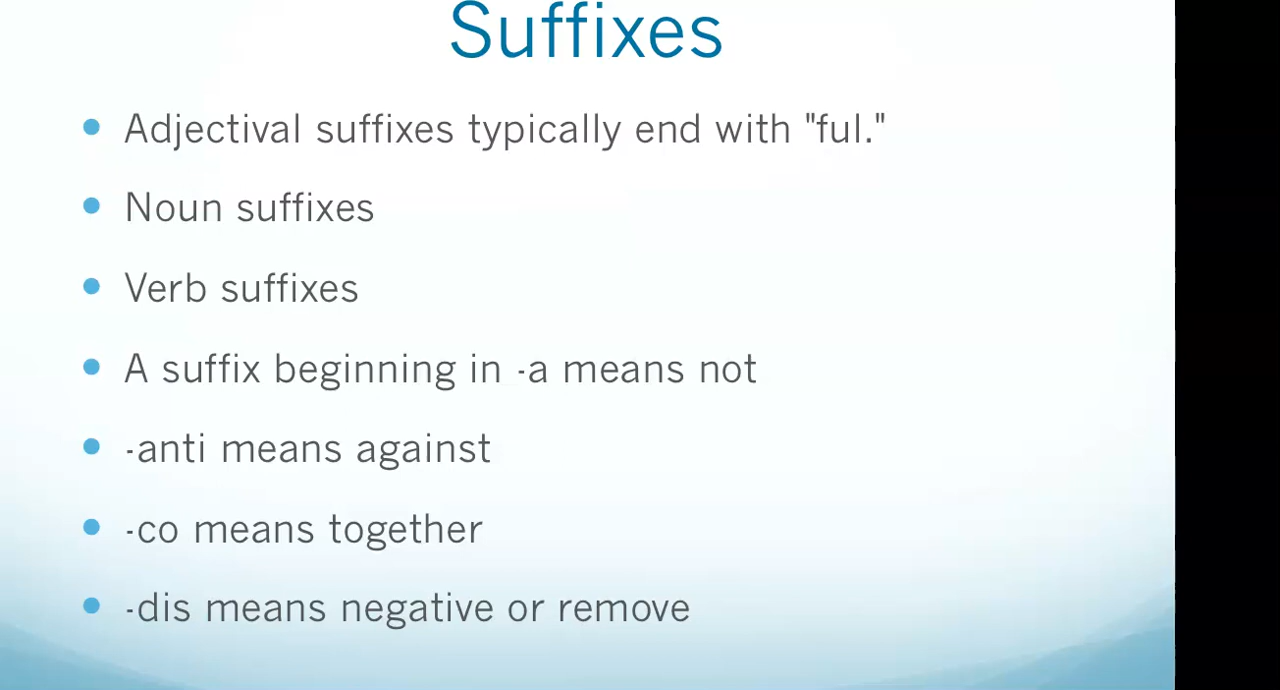 Suffixes
Adjectival suffixes typically end with "ful."
Noun suffixes
Verb suffixes
A suffix beginning in -a means not
-anti means against
-co means together
-dis means negative or remove